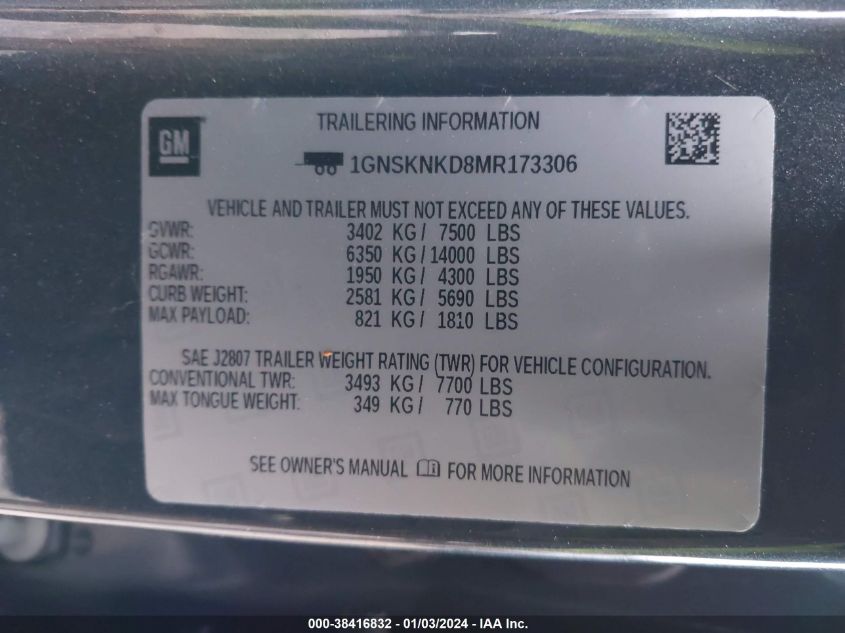 GM
TRAILERING INFORMATION
1GNSKNKD8MR173306
VEHICLE AND TRAILER MUST NOT EXCEED ANY OF THESE VALUES.
GVWR: 3402 KG / 7500 LBS
GCWR: 6350 KG / 14000 LBS
RGAWR: 1950 KG / 4300 LBS
CURB WEIGHT: 2581 KG / 5690 LBS
MAX PAYLOAD: 821 KG / 1810 LBS
SAE J2807 TRAILER WEIGHT RATING (TWR) FOR VEHICLE CONFIGURATION.
CONVENTIONAL TWR: 3493 KG / 7700 LBS
MAX TONGUE WEIGHT: 349 KG / 770 LBS
SEE OWNER'S MANUAL FOR MORE INFORMATION
000-38416832 - 01/03/2024 - IAA Inc.